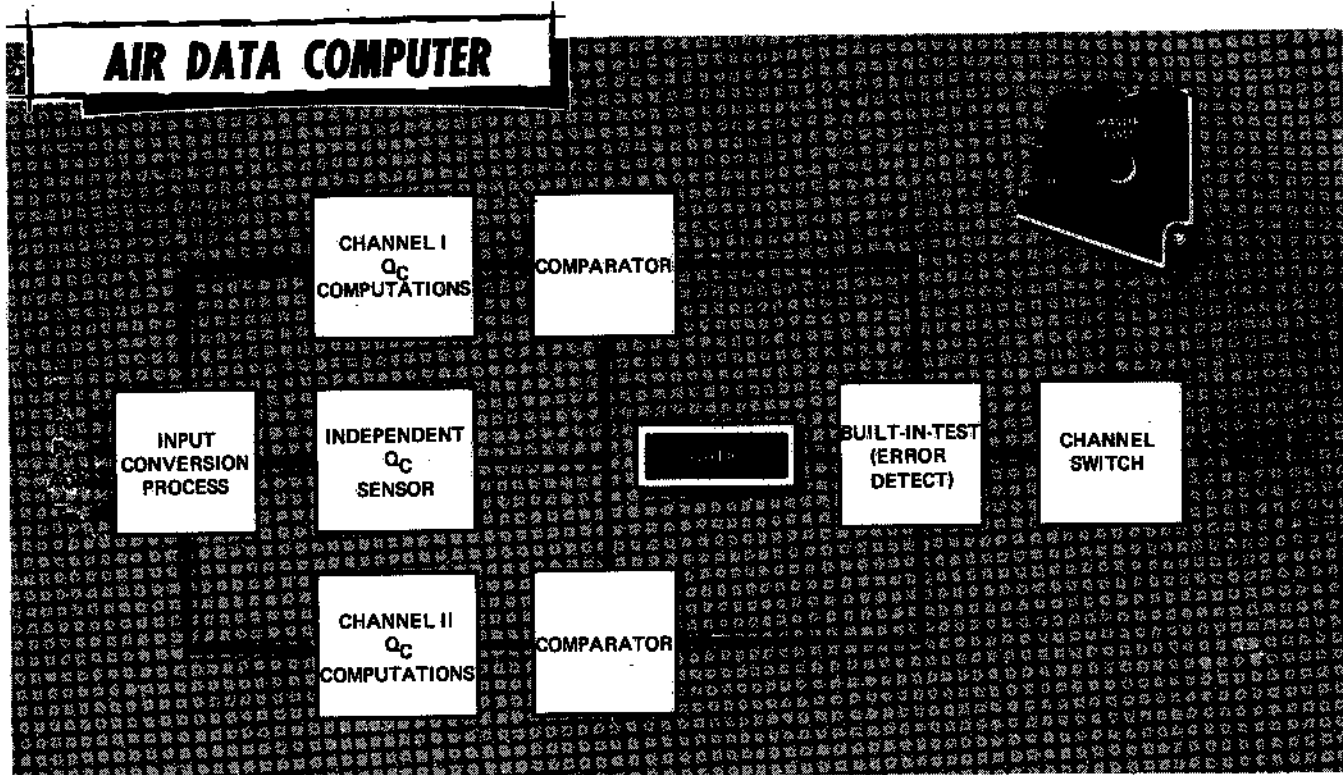 AIR DATA COMPUTER
CHANNEL I
QC
COMPUTATIONS
COMPARATOR
INPUT
CONVERSION
PROCESS
INDEPENDENT
QC
SENSOR
BUILT-IN-TEST
(ERROR
DETECT)
CHANNEL
SWITCH
CHANNEL II
QC
COMPUTATIONS
COMPARATOR